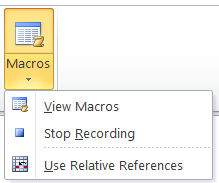 Macros
View Macros
Stop Recording
Use Relative References